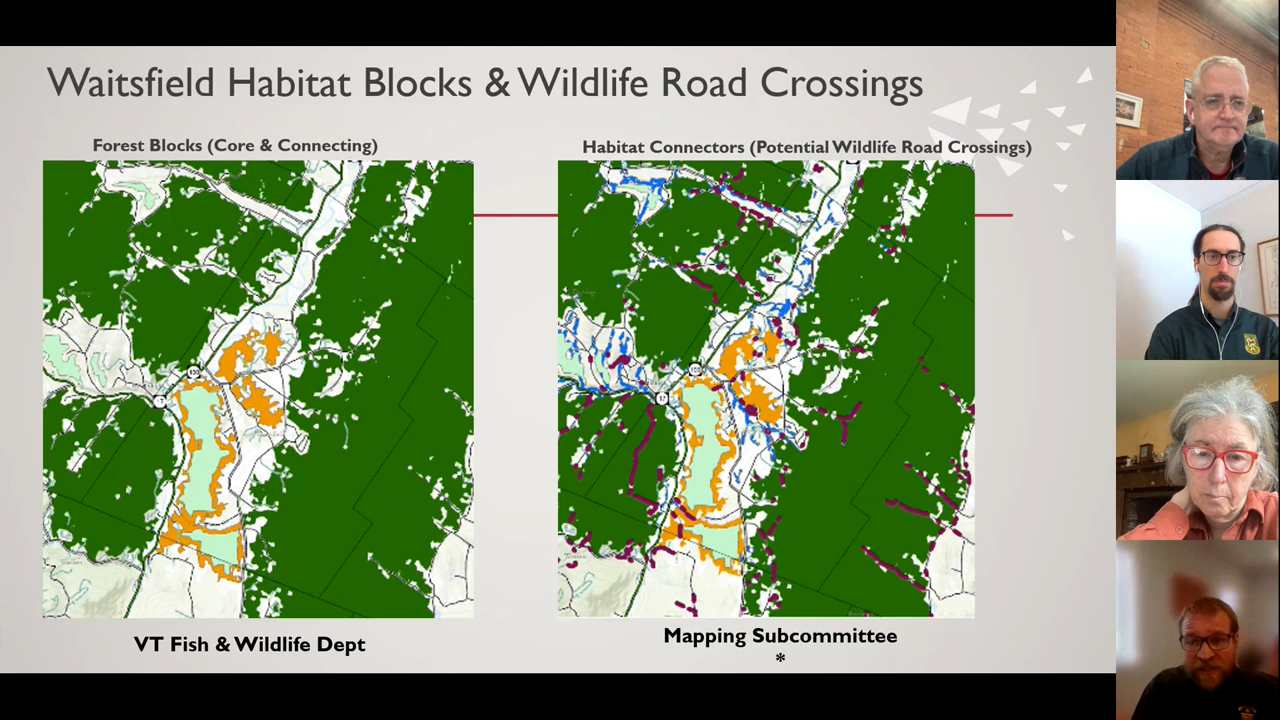 Waitsfield Habitat Blocks & Wildlife Road Crossings
Forest Blocks (Core & Connecting)
Habitat Connectors (Potential Wildlife Road Crossings)
17
VT Fish & Wildlife Dept
Mapping Subcommittee
*